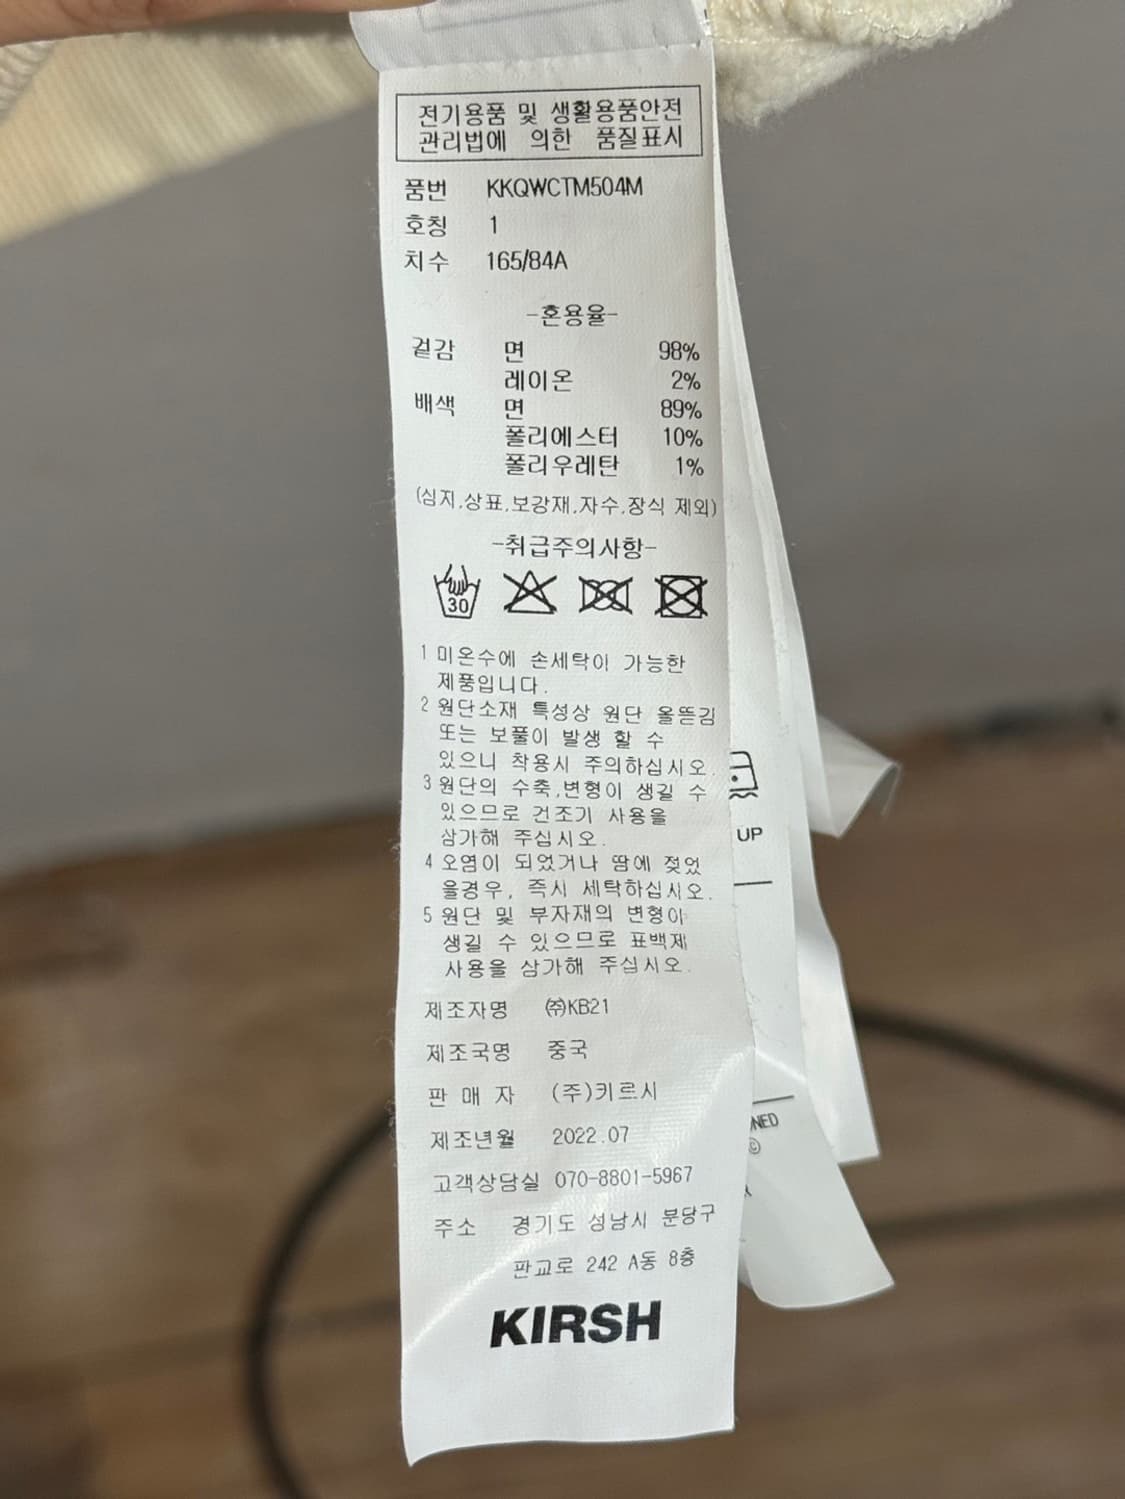 전기용품 및 생활용품안전
관리법에 의한 품질표시
품번 KKQWCTM504M
호칭 1
치수 165/84A
-혼용율-
겉감 면 98%
레이온 2%
배색 면 89%
폴리에스터 10%
폴리우레탄 1%
(심지,상표,보강재,자수,장식 제외)
-취급주의사항-
30
1 미온수에 손세탁이 가능한
제품입니다.
2 원단소재 특성상 원단 올뜯김
또는 보풀이 발생 할 수
있으니 착용시 주의하십시오.
3 원단의 수축,변형이 생길 수
있으므로 건조기 사용을
삼가해 주십시오.
4 오염이 되었거나 땀에 젖었
을경우, 즉시 세탁하십시오.
5 원단 및 부자재의 변형이
생길 수 있으므로 표백제
사용을 삼가해 주십시오.
제조자명 ㈜KB21
제조국명 중국
판 매 자 (주)키르시
제조년월 2022.07
고객상담실 070-8801-5967
주소 경기도 성남시 분당구
판교로 242 A동 8층
KIRSH
UP
NED
©